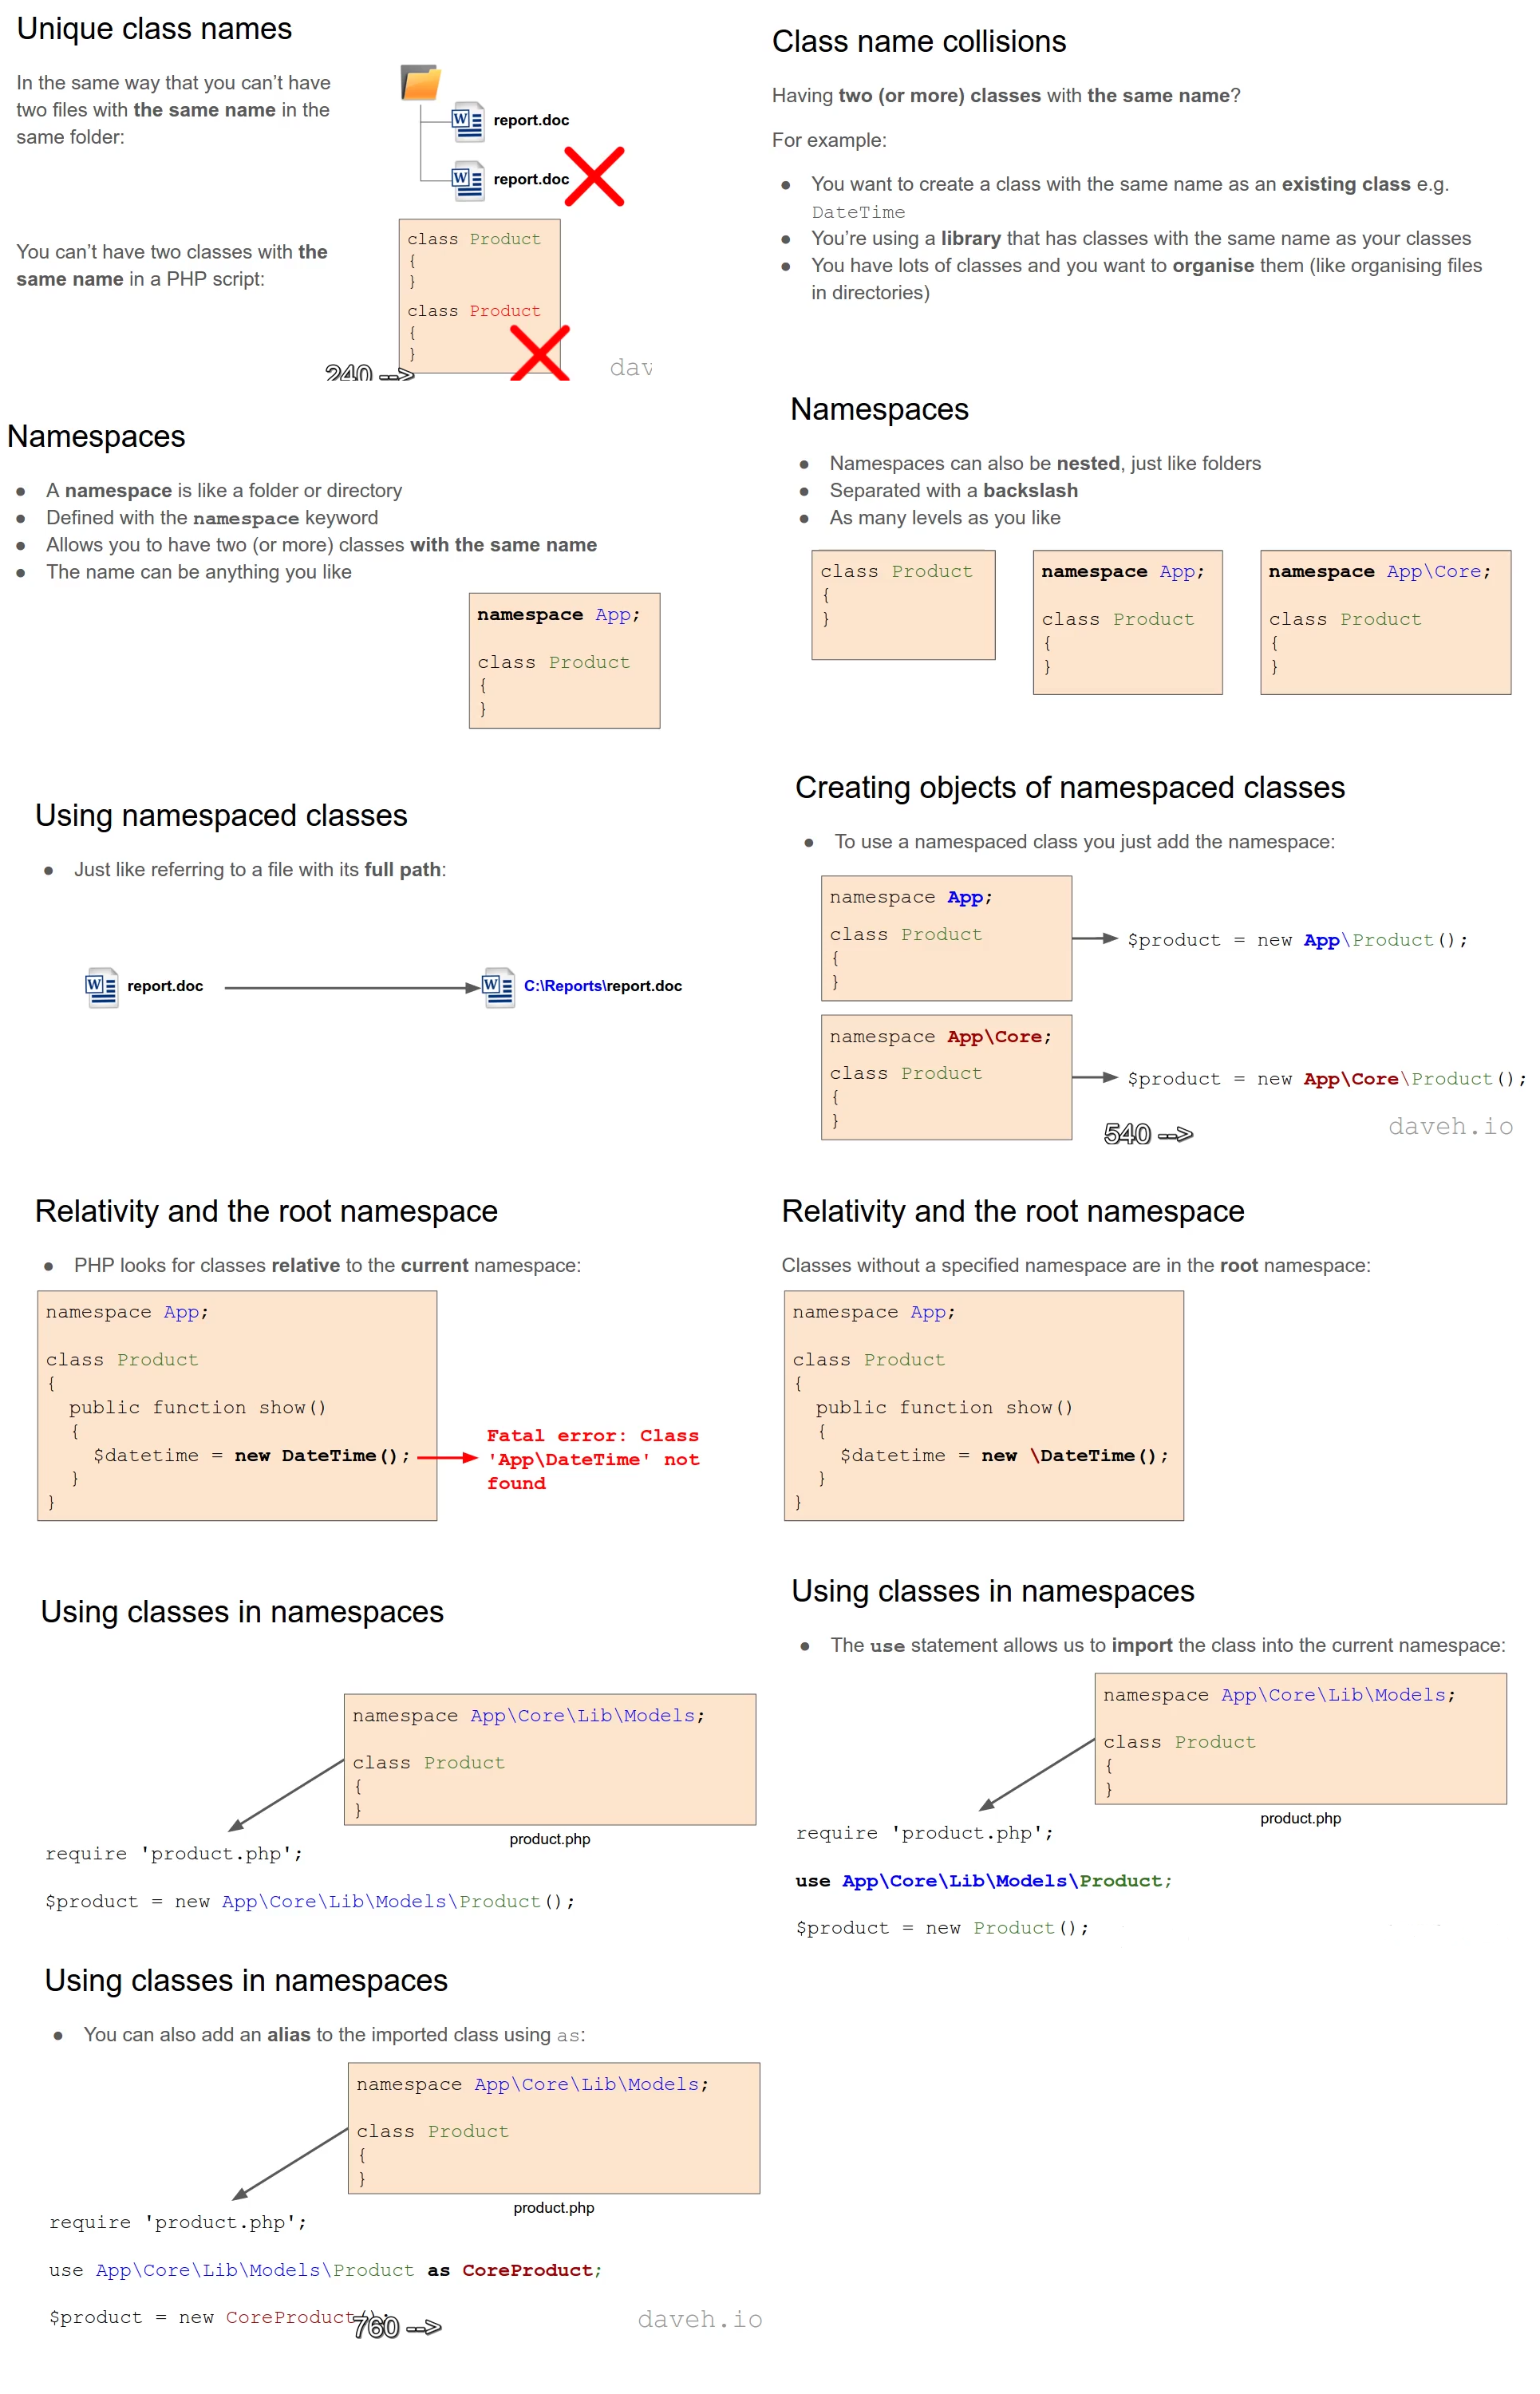 Unique class names
In the same way that you can't have
two files with the same name in the
same folder:
report.doc
report.doc
You can't have two classes with the
same name in a PHP script:
class Product
{
}
class Product
{
}
240 -->
dav
Class name collisions
Having two (or more) classes with the same name?
For example:
● You want to create a class with the same name as an existing class e.g.
DateTime
● You're using a library that has classes with the same name as your classes
● You have lots of classes and you want to organise them (like organising files
in directories)
Namespaces
● A namespace is like a folder or directory
● Defined with the namespace keyword
● Allows you to have two (or more) classes with the same name
● The name can be anything you like
namespace App;
class Product
{
}
Namespaces
● Namespaces can also be nested, just like folders
● Separated with a backslash
● As many levels as you like
class Product
{
}
namespace App;
class Product
{
}
namespace App\Core;
class Product
{
}
Using namespaced classes
● Just like referring to a file with its full path:
report.doc
C:\Reports\report.doc
Creating objects of namespaced classes
● To use a namespaced class you just add the namespace:
namespace App;
class Product
{
}
$product = new App\Product();
namespace App\Core;
class Product
{
}
$product = new App\Core\Product();
540 -->
daveh.io
Relativity and the root namespace
● PHP looks for classes relative to the current namespace:
namespace App;
class Product
{
public function show()
{
$datetime = new DateTime();
}
}
Fatal error: Class
'App\DateTime' not
found
Relativity and the root namespace
Classes without a specified namespace are in the root namespace:
namespace App;
class Product
{
public function show()
{
$datetime = new \DateTime();
}
}
Using classes in namespaces
namespace App\Core\Lib\Models;
class Product
{
}
product.php
require 'product.php';
$product = new App\Core\Lib\Models\Product();
Using classes in namespaces
● The use statement allows us to import the class into the current namespace:
namespace App\Core\Lib\Models;
class Product
{
}
product.php
require 'product.php';
use App\Core\Lib\Models\Product;
$product = new Product();
Using classes in namespaces
● You can also add an alias to the imported class using as:
namespace App\Core\Lib\Models;
class Product
{
}
product.php
require 'product.php';
use App\Core\Lib\Models\Product as CoreProduct;
$product = new CoreProduct();
760 -->
daveh.io